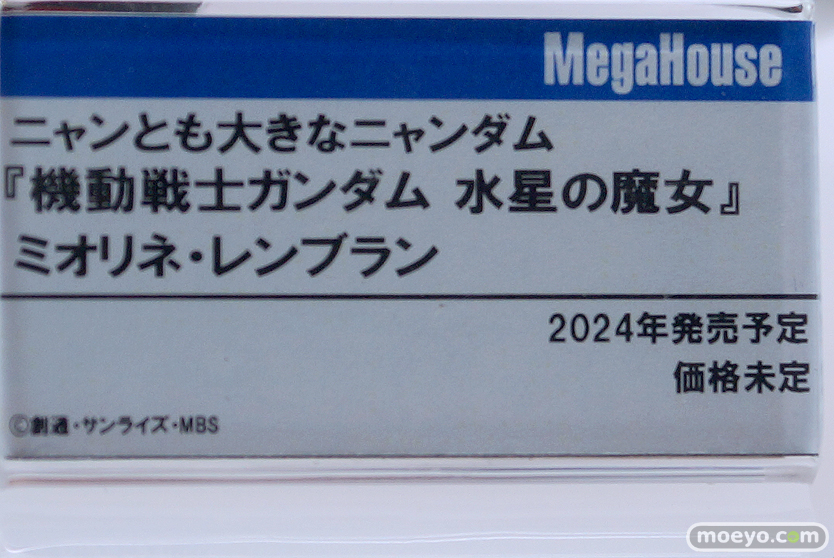 MegaHouse
ニャンとも大きなニャンダム
『機動戦士ガンダム 水星の魔女』
ミオリネ・レンブラン
2024年発売予定
価格未定
©創通・サンライズ・MBS
moeyo.com